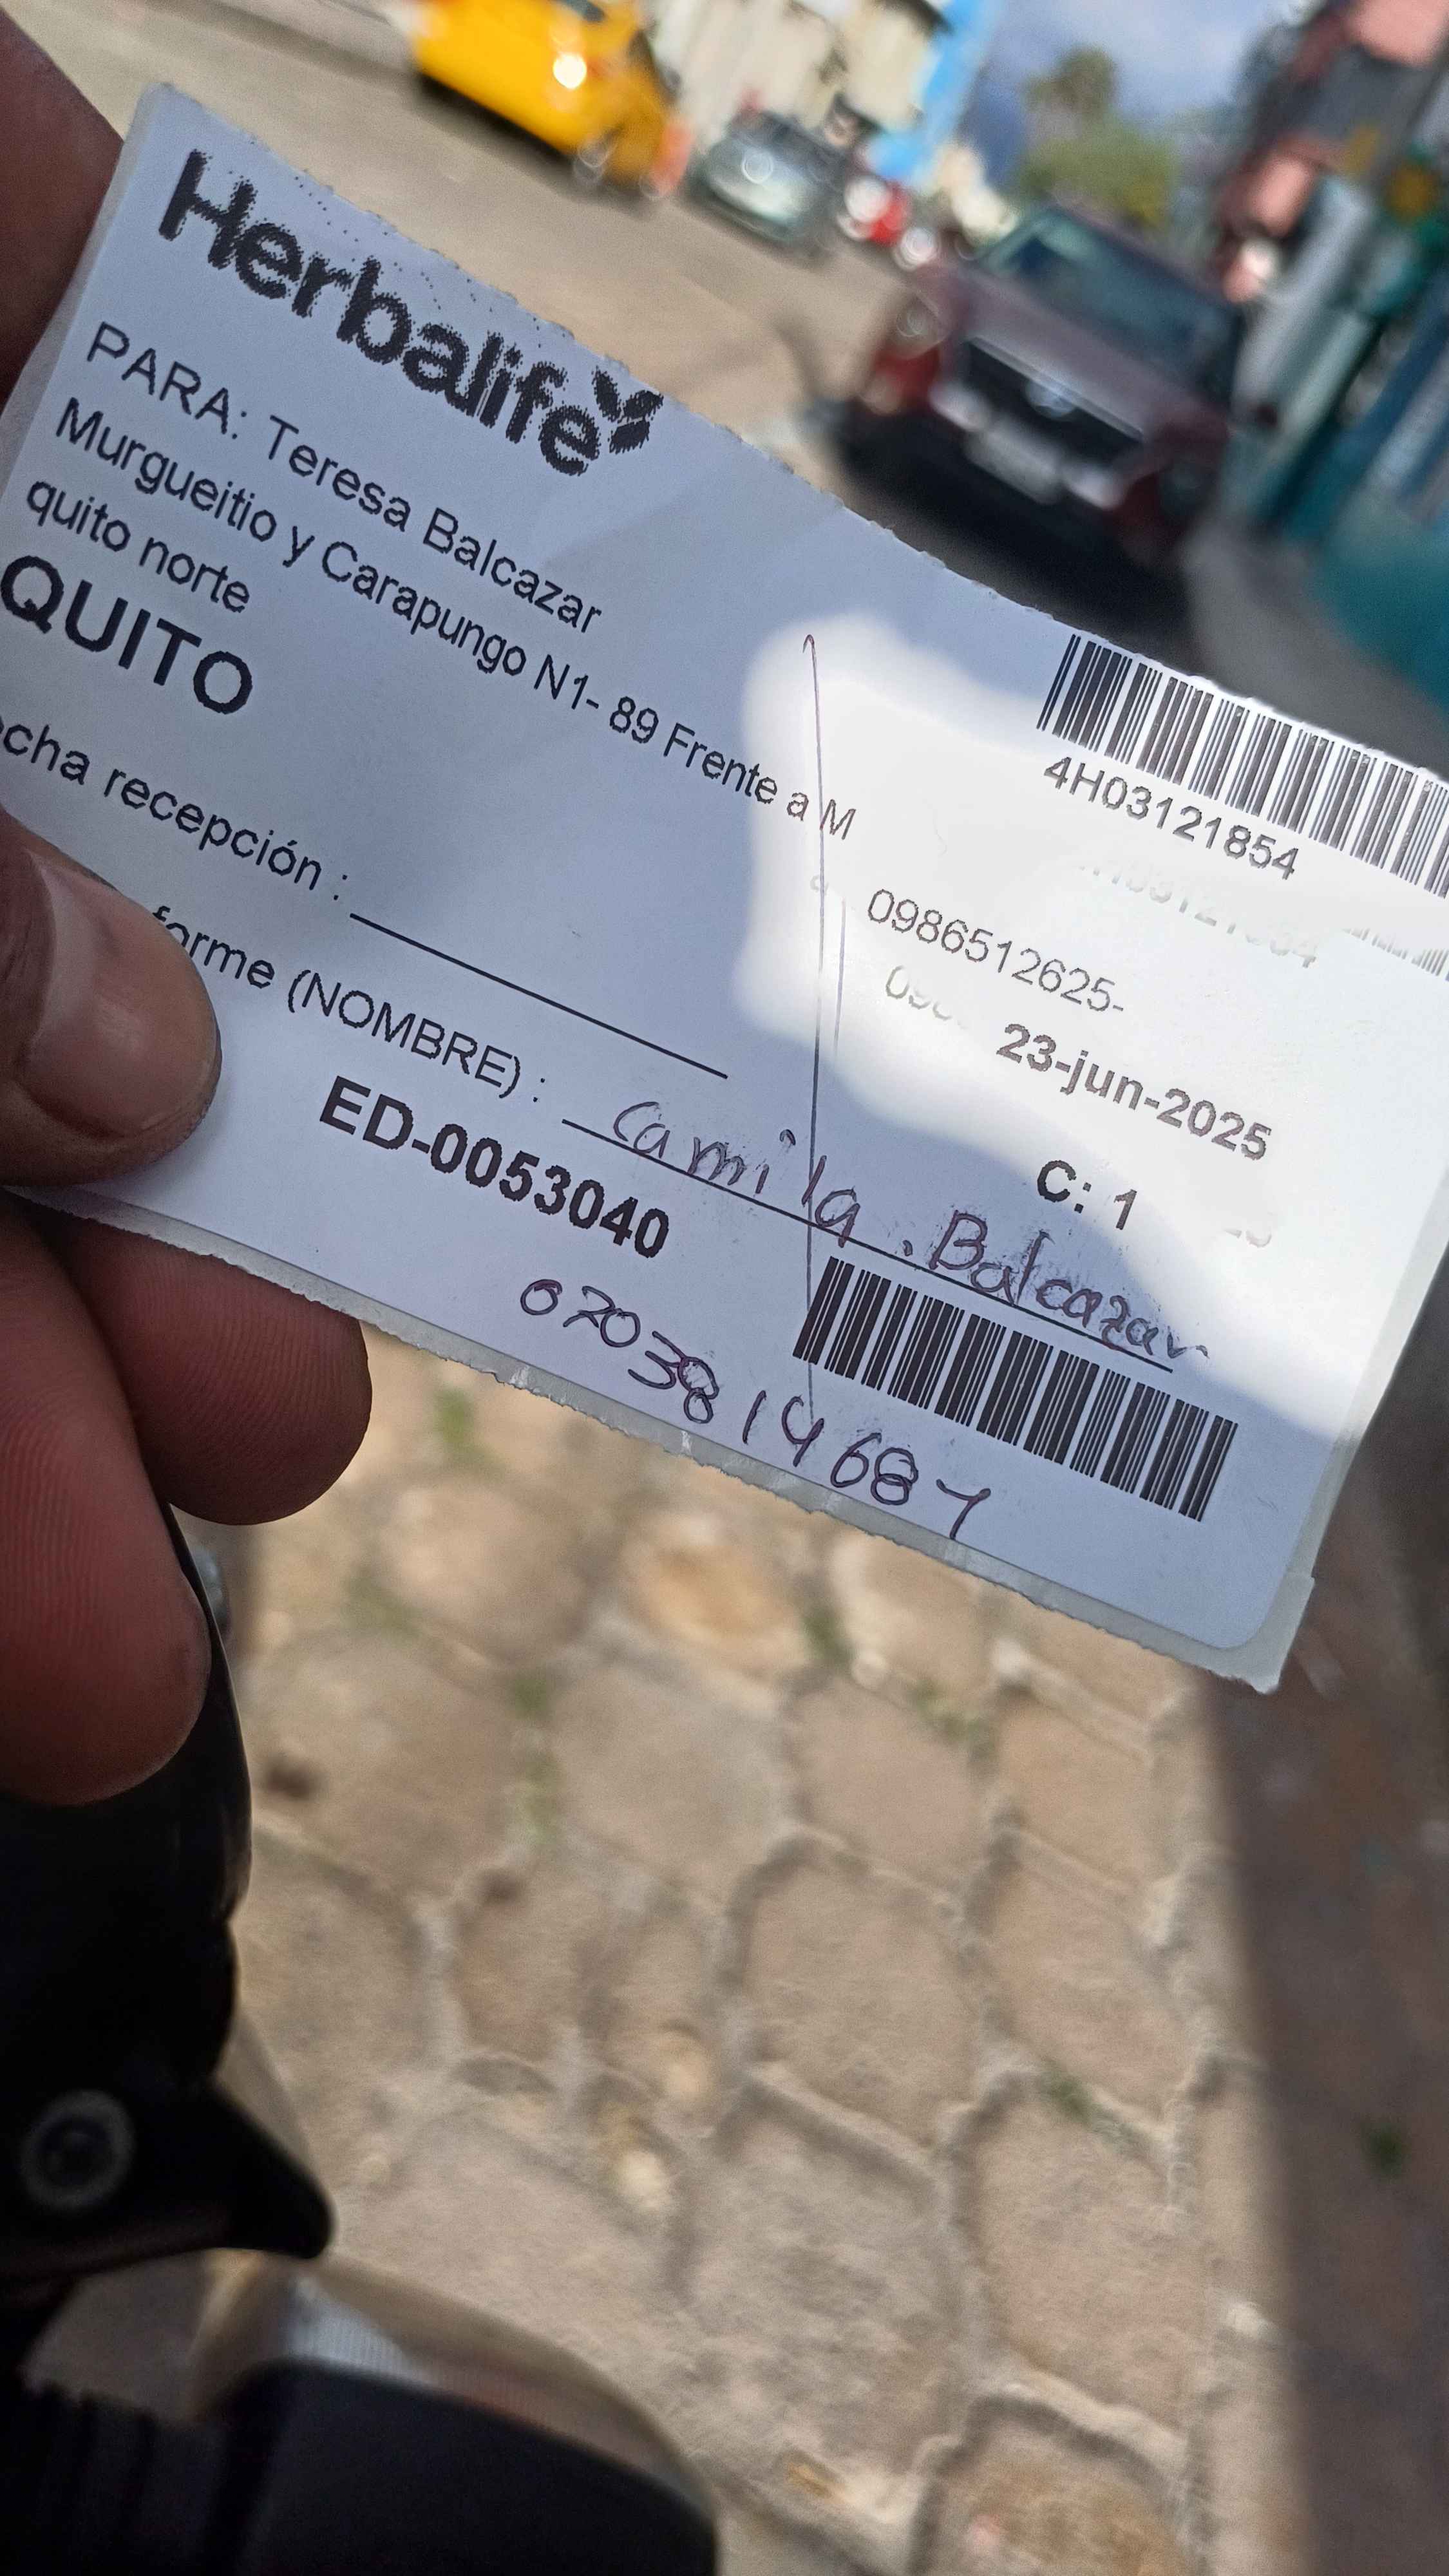 Herbalife
PARA: Teresa Balcazar
Murgueitio y Carapungo N1- 89 Frente a M
quito norte
QUITO
4H03121854
0986512625-
23-jun-2025
C: 1
cha recepción :
forme (NOMBRE) : Camila . Balcazar
ED-0053040
0703814687